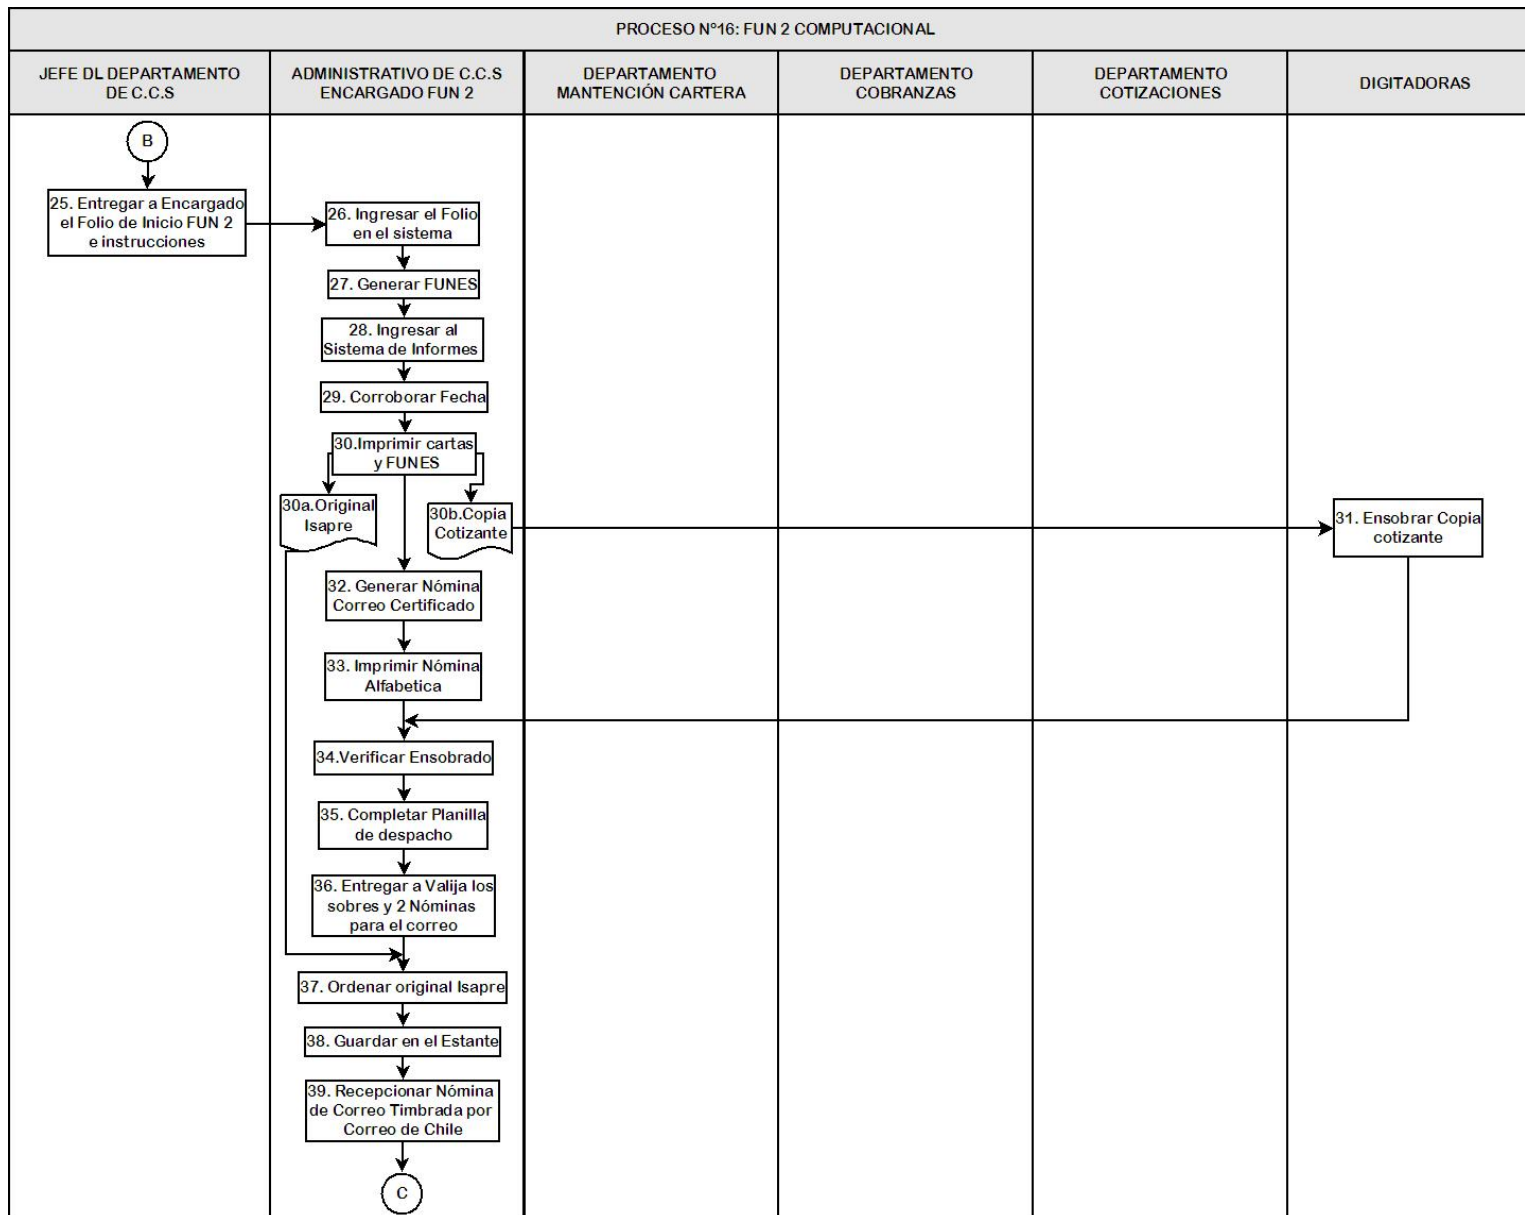 PROCESO Nº16: FUN 2 COMPUTACIONAL
JEFE DL DEPARTAMENTO
DE C.C.S
ADMINISTRATIVO DE C.C.S
ENCARGADO FUN 2
DEPARTAMENTO
MANTENCIÓN CARTERA
DEPARTAMENTO
COBRANZAS
DEPARTAMENTO
COTIZACIONES
DIGITADORAS
B
25. Entregar a Encargado
el Folio de Inicio FUN 2
e instrucciones
26. Ingresar el Folio
en el sistema
27. Generar FUNES
28. Ingresar al
Sistema de Informes
29. Corroborar Fecha
30.Imprimir cartas
y FUNES
30a.Original
Isapre
30b.Copia
Cotizante
31. Ensobrar Copia
cotizante
32. Generar Nómina
Correo Certificado
33. Imprimir Nómina
Alfabetica
34.Verificar Ensobrado
35. Completar Planilla
de despacho
36. Entregar a Valija los
sobres y 2 Nóminas
para el correo
37. Ordenar original Isapre
38. Guardar en el Estante
39. Recepcionar Nómina
de Correo Timbrada por
Correo de Chile
C